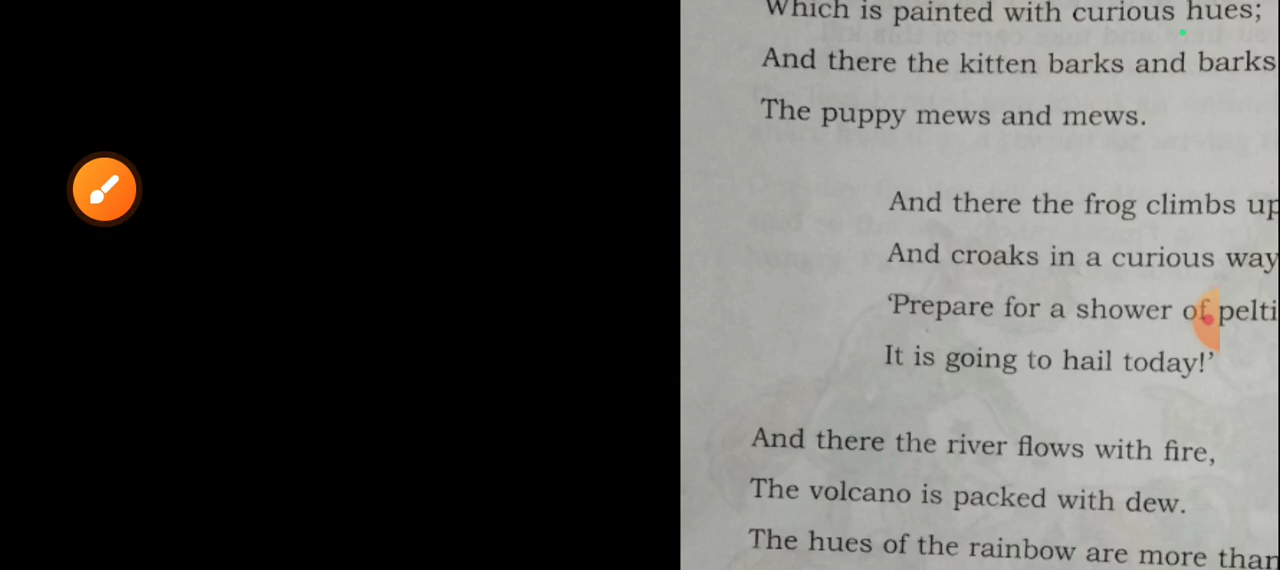 Which is painted with curious hues;
And there the kitten barks and barks
The puppy mews and mews.
And there the frog climbs up
And croaks in a curious way
'Prepare for a shower of pelti
It is going to hail today!'
And there the river flows with fire,
The volcano is packed with dew.
The hues of the rainbow are more than